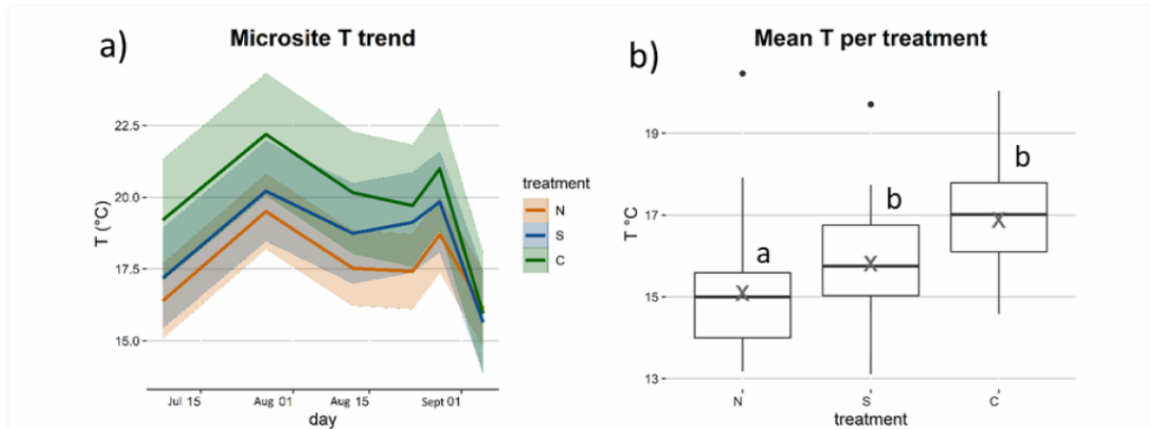 a)
Microsite T trend
T (°C)
22.5
20.0
17.5
15.0
Jul 15
Aug 01
Aug 15
Sept 01
day
treatment
N
S
C
b)
Mean T per treatment
T °C
19
17
15
13
a
b
b
X
X
X
N
S
C
treatment